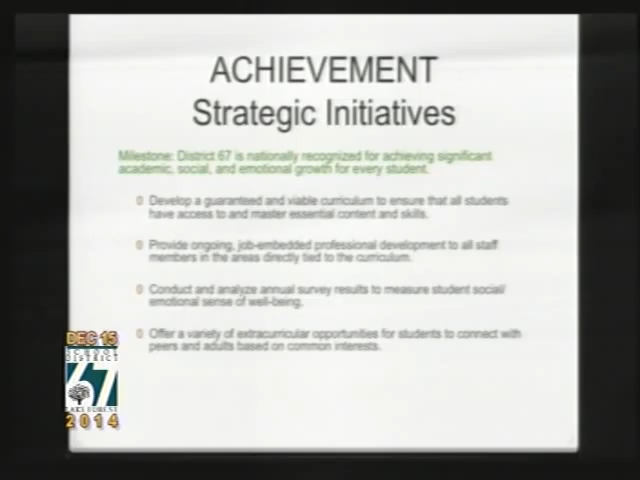 ACHIEVEMENT
Strategic Initiatives
Milestone: District 67 is nationally recognized for achieving significant
academic, social, and emotional growth for every student.
Develop a guaranteed and viable curriculum to ensure that all students
have access to and master essential content and skills.
Provide ongoing, job-embedded professional development to all staff
members in the areas directly tied to the curriculum.
Conduct and analyze annual survey results to measure student social/
emotional sense of well-being.
Offer a variety of extracurricular opportunities for students to connect with
peers and adults based on common interests.
DEC 15
SCHOOL
DISTRICT
67
LAKE FOREST
2014